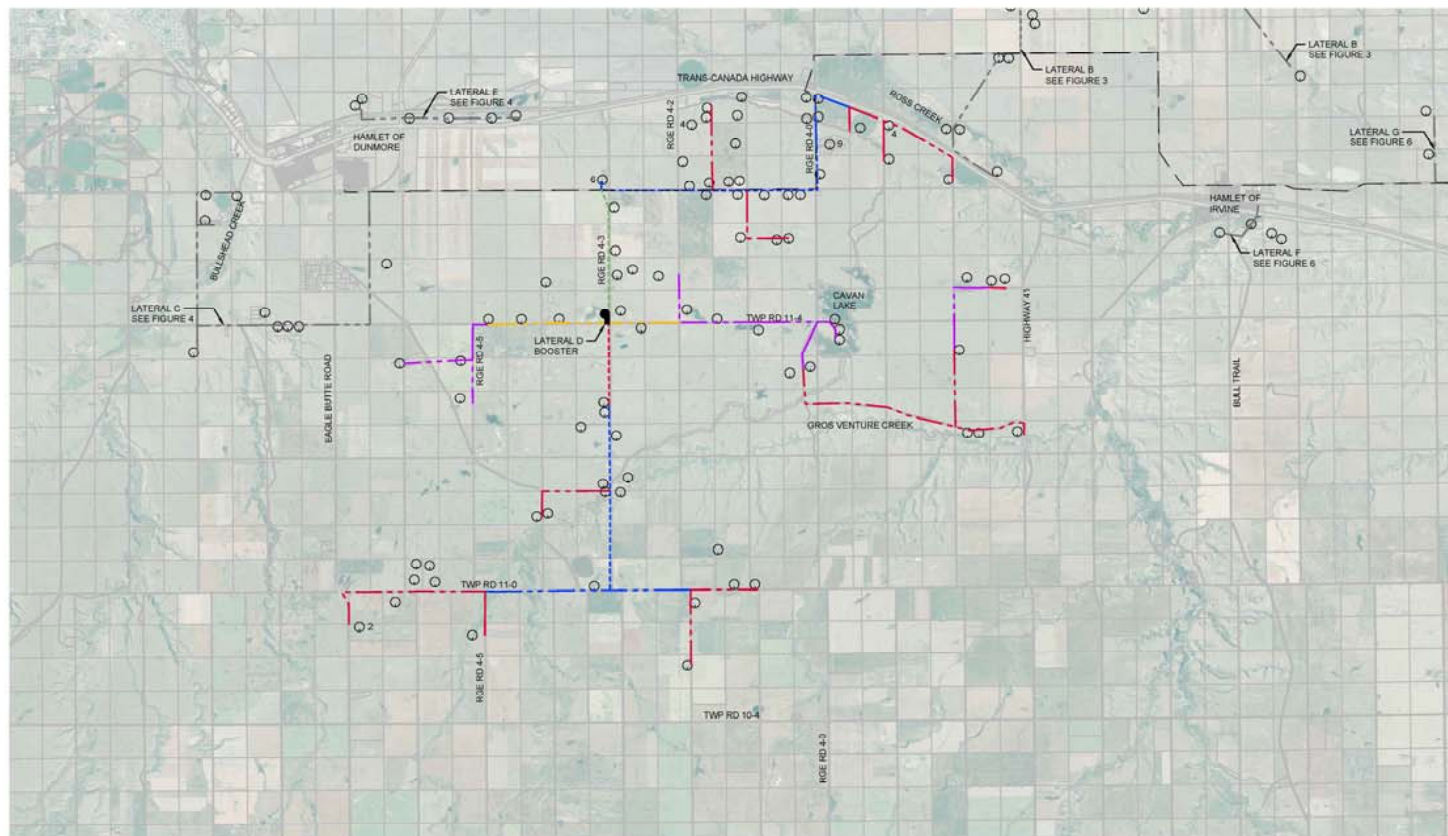 LATERAL B
SEE FIGURE 3
LATERAL B
SEE FIGURE 3
TRANS-CANADA HIGHWAY
LATERAL E
SEE FIGURE 4
ROSS CREEK
RGE RD 4-2
4
4
HAMLET OF
DUNMORE
RGE RD 4-0
9
LATERAL G
SEE FIGURE 6
6
HAMLET OF
IRVINE
BULLSHEAD CREEK
RGE RD 4-3
LATERAL F
SEE FIGURE 6
CAVAN
LAKE
LATERAL C
SEE FIGURE 4
TWP RD 11-4
HIGHWAY 41
LATERAL D
BOOSTER
RGE RD 4-5
EAGLE BUTTE ROAD
BULL TRAIL
GROS VENTURE CREEK
TWP RD 11-0
2
RGE RD 4-5
TWP RD 10-4
RGE RD 4-0